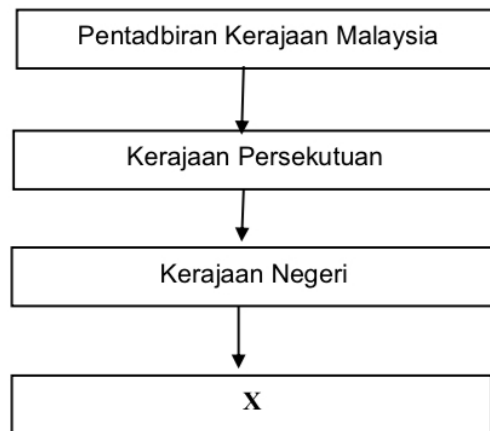 Pentadbiran Kerajaan Malaysia
Kerajaan Persekutuan
Kerajaan Negeri
X